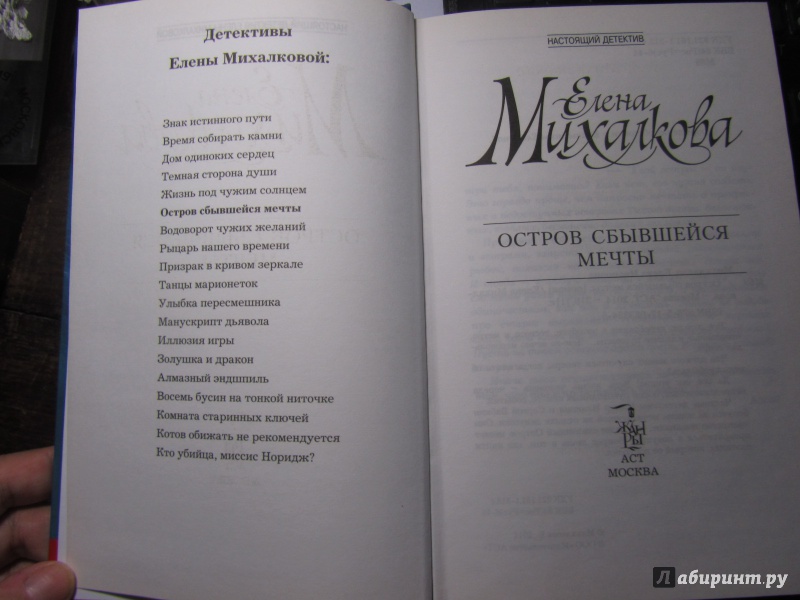 Детективы
Елены Михалковой:
Знак истинного пути
Время собирать камни
Дом одиноких сердец
Темная сторона души
Жизнь под чужим солнцем
Остров сбывшейся мечты
Водоворот чужих желаний
Рыцарь нашего времени
Призрак в кривом зеркале
Танцы марионеток
Улыбка пересмешника
Манускрипт дьявола
Иллюзия игры
Золушка и дракон
Алмазный эндшпиль
Восемь бусин на тонкой ниточке
Комната старинных ключей
Котов обижать не рекомендуется
Кто убийца, миссис Норидж?
НАСТОЯЩИЙ ДЕТЕКТИВ
Елена
Михалкова
ОСТРОВ СБЫВШЕЙСЯ
МЕЧТЫ
ЖАН
РЫ
АСТ
МОСКВА
Лабиринт.ру